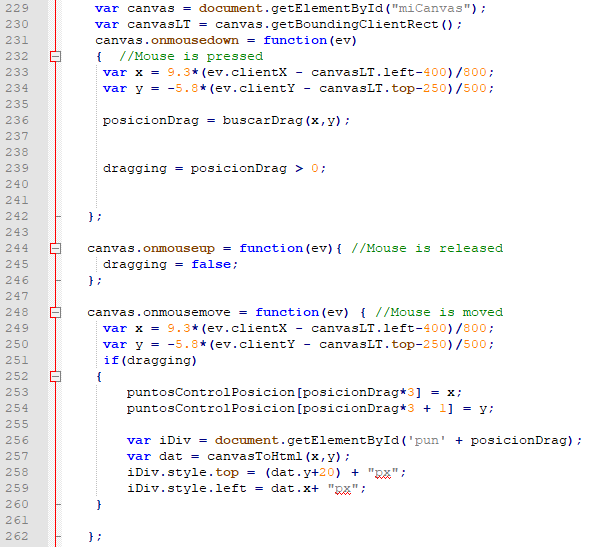 229 var canvas = document.getElementById("miCanvas");
230 var canvasLT = canvas.getBoundingClientRect();
231 canvas.onmousedown = function(ev)
232 { //Mouse is pressed
233 var x = 9.3*(ev.clientX - canvasLT.left-400)/800;
234 var y = -5.8*(ev.clientY - canvasLT.top-250)/500;
235
236 posicionDrag = buscarDrag(x,y);
237
238
239 dragging = posicionDrag > 0;
240
241
242 };
243
244 canvas.onmouseup = function(ev){ //Mouse is released
245 dragging = false;
246 };
247
248 canvas.onmousemove = function(ev) { //Mouse is moved
249 var x = 9.3*(ev.clientX - canvasLT.left-400)/800;
250 var y = -5.8*(ev.clientY - canvasLT.top-250)/500;
251 if(dragging)
252 {
253 puntosControlPosicion[posicionDrag*3] = x;
254 puntosControlPosicion[posicionDrag*3 + 1] = y;
255
256 var iDiv = document.getElementById('pun' + posicionDrag);
257 var dat = canvasToHtml(x,y);
258 iDiv.style.top = (dat.y+20) + "px";
259 iDiv.style.left = dat.x+ "px";
260 }
261
262 };